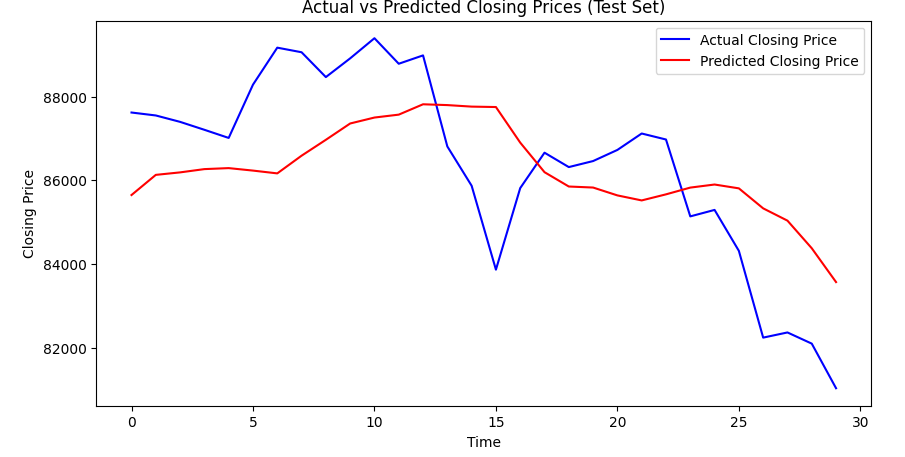 Actual vs Predicted Closing Prices (Test Set)
Actual Closing Price
Predicted Closing Price
88000
86000
84000
82000
Closing Price
0 5 10 15 20 25 30
Time